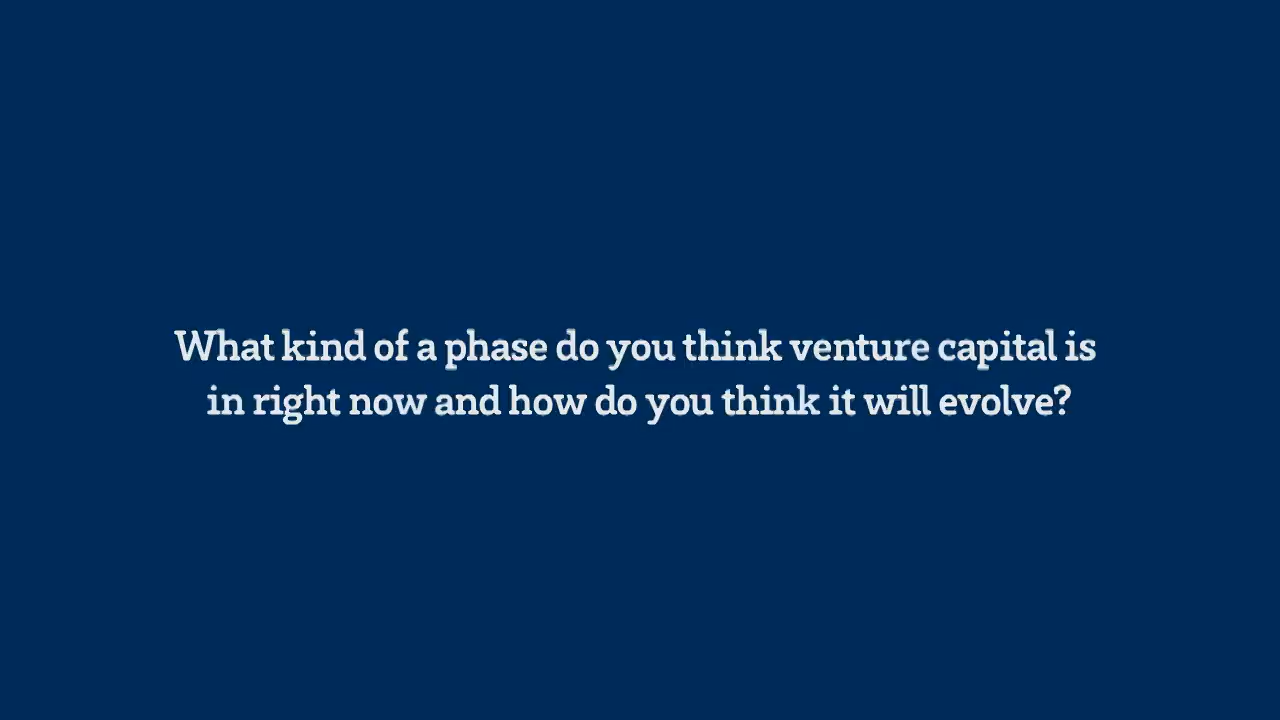 What kind of a phase do you think venture capital is
in right now and how do you think it will evolve?